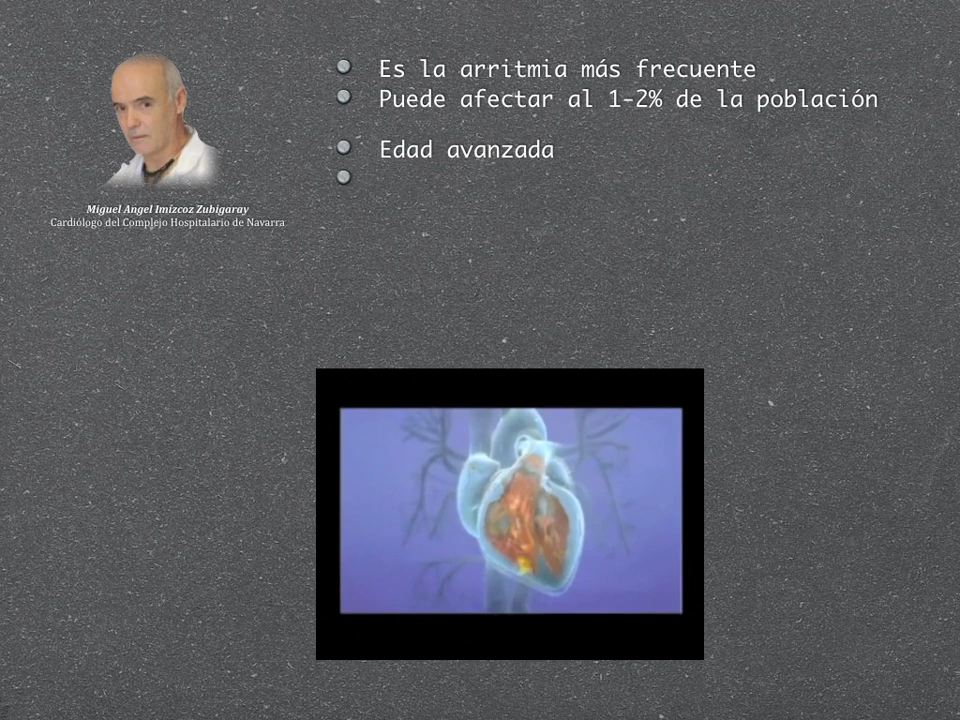 Es la arritmia más frecuente
Puede afectar al 1-2% de la población
Edad avanzada
Miguel Angel Imízcoz Zubigaray
Cardiólogo del Complejo Hospitalario de Navarra